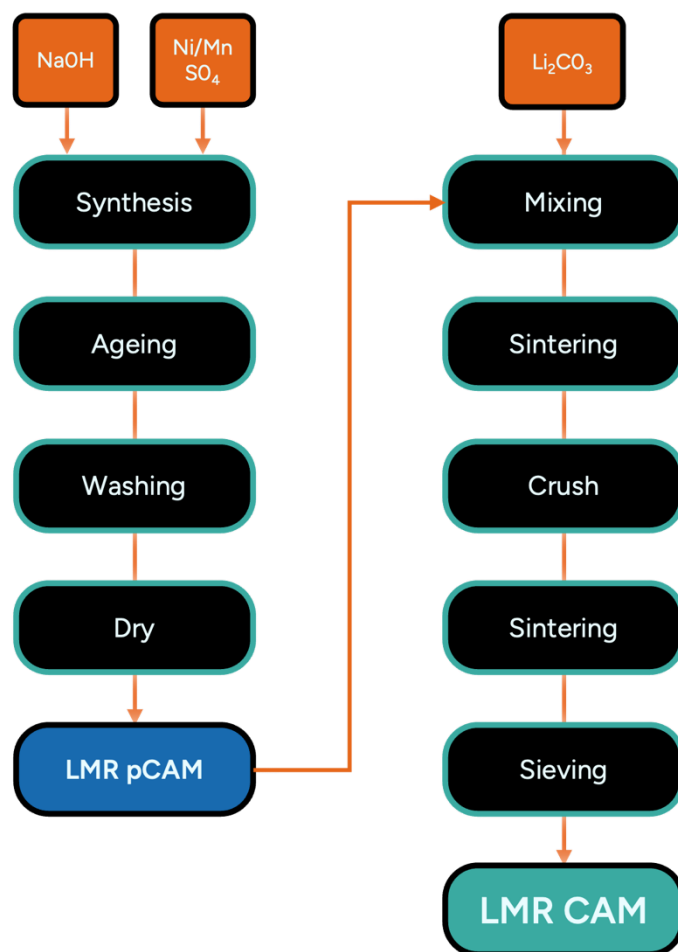 NaOH
Ni/Mn
SO₄
Synthesis
Ageing
Washing
Dry
LMR pCAM
Li₂CO₃
Mixing
Sintering
Crush
Sintering
Sieving
LMR CAM